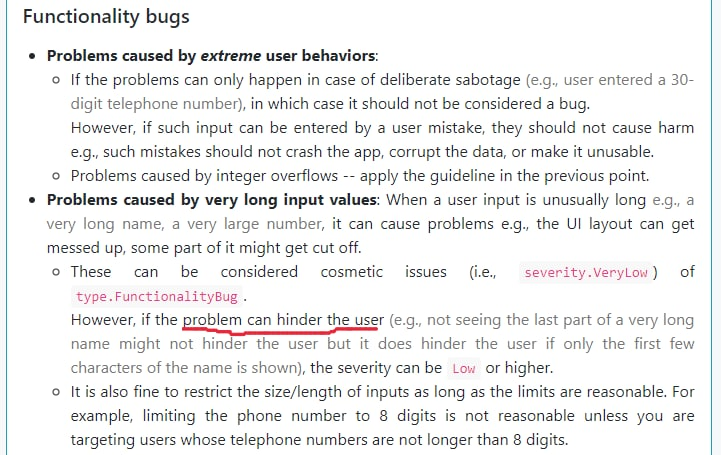 Functionality bugs
Problems caused by extreme user behaviors:
If the problems can only happen in case of deliberate sabotage (e.g., user entered a 30-
digit telephone number), in which case it should not be considered a bug.
However, if such input can be entered by a user mistake, they should not cause harm
e.g., such mistakes should not crash the app, corrupt the data, or make it unusable.
Problems caused by integer overflows -- apply the guideline in the previous point.
Problems caused by very long input values: When a user input is unusually long e.g., a
very long name, a very large number, it can cause problems e.g., the UI layout can get
messed up, some part of it might get cut off.
These can be considered cosmetic issues (i.e., severity.VeryLow) of
type.FunctionalityBug.
However, if the problem can hinder the user (e.g., not seeing the last part of a very long
name might not hinder the user but it does hinder the user if only the first few
characters of the name is shown), the severity can be Low or higher.
It is also fine to restrict the size/length of inputs as long as the limits are reasonable. For
example, limiting the phone number to 8 digits is not reasonable unless you are
targeting users whose telephone numbers are not longer than 8 digits.